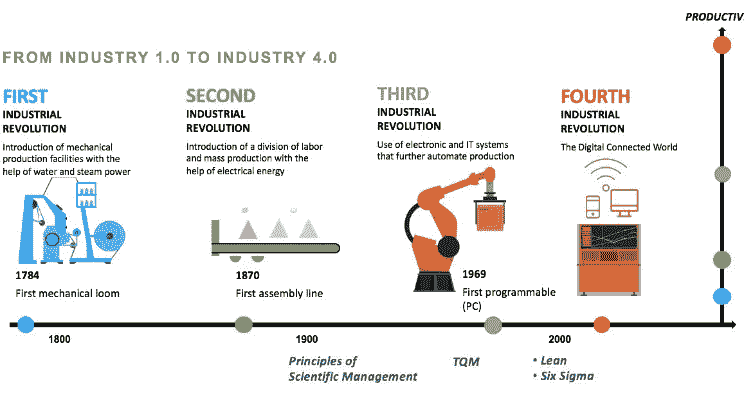 PRODUCTIV
FROM INDUSTRY 1.0 TO INDUSTRY 4.0
FIRST
INDUSTRIAL
REVOLUTION
Introduction of mechanical
production facilities with the
help of water and steam power
1784
First mechanical loom
SECOND
INDUSTRIAL
REVOLUTION
Introduction of a division of labor
and mass production with the
help of electrical energy
1870
First assembly line
THIRD
INDUSTRIAL
REVOLUTION
Use of electronic and IT systems
that further automate production
1969
First programmable
(PC)
FOURTH
INDUSTRIAL
REVOLUTION
The Digital Connected World
1800
1900
2000
Principles of
Scientific Management
TQM
• Lean
• Six Sigma